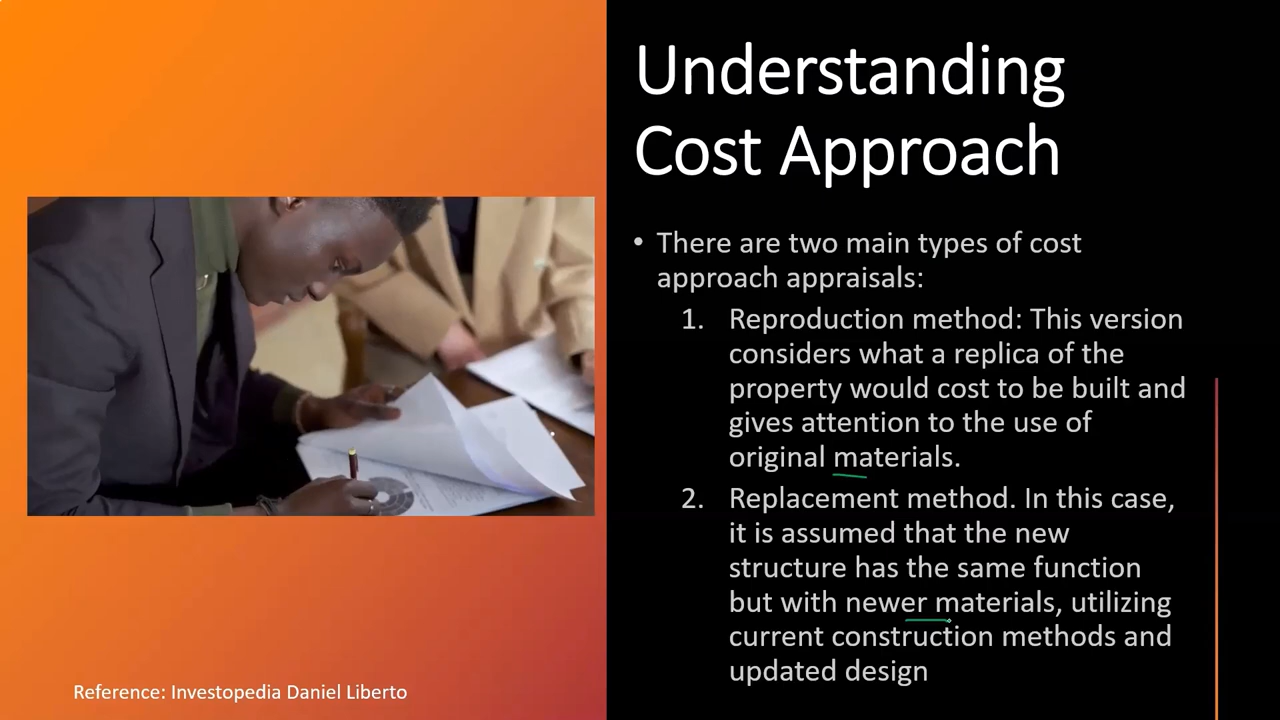 Understanding
Cost Approach
• There are two main types of cost
approach appraisals:
1. Reproduction method: This version
considers what a replica of the
property would cost to be built and
gives attention to the use of
original materials.
2. Replacement method. In this case,
it is assumed that the new
structure has the same function
but with newer materials, utilizing
current construction methods and
updated design
Reference: Investopedia Daniel Liberto